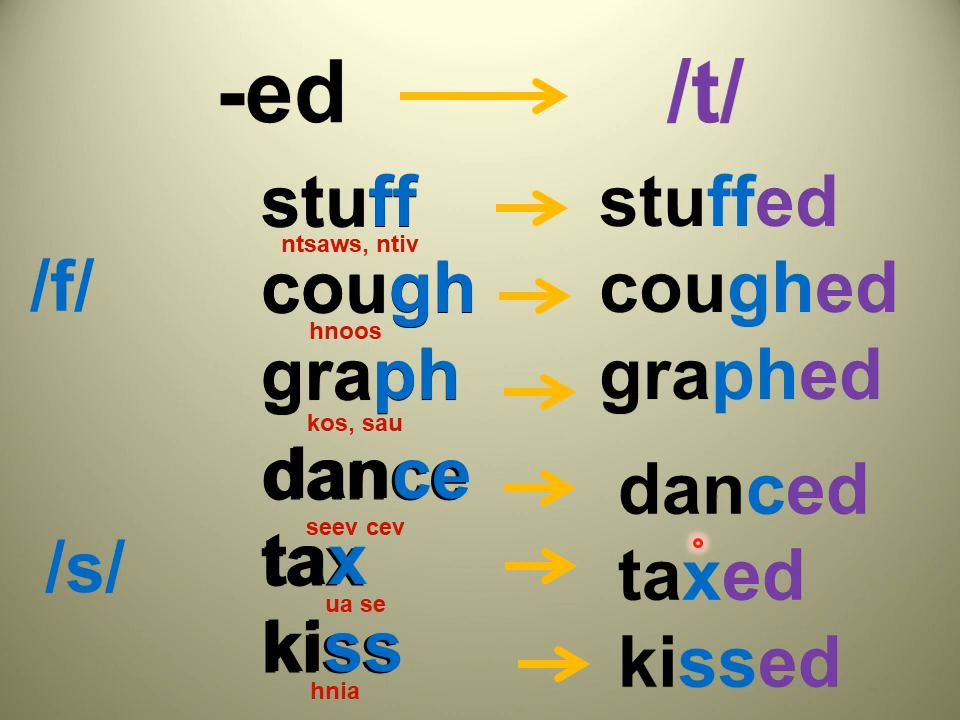 -ed /t/
stuff stuffed
ntsaws, ntiv
/f/ cough coughed
hnoos
graph graphed
kos, sau
dance danced
seev cev
/s/ tax taxed
ua se
kiss kissed
hnia